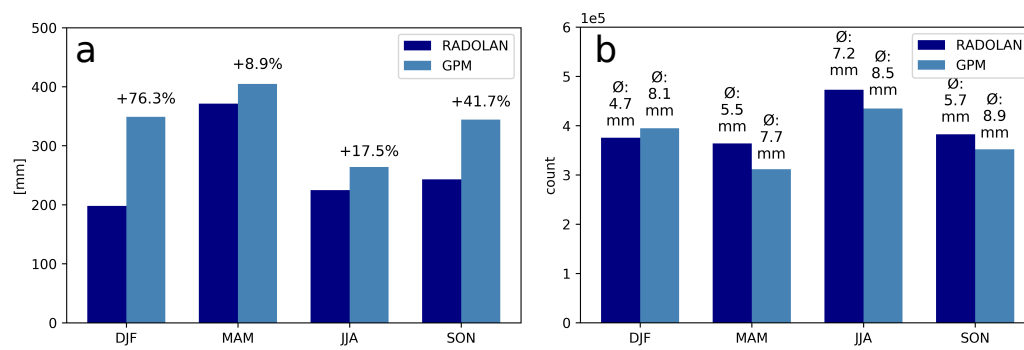 a
RADOLAN
GPM
500
400
300
200
100
0
[mm]
+76.3%
+8.9%
+17.5%
+41.7%
DJF
MAM
JJA
SON
1e5
b
RADOLAN
GPM
6
5
4
3
2
1
0
count
Ø:
4.7
mm
Ø:
8.1
mm
Ø:
5.5
mm
Ø:
7.7
mm
Ø:
7.2
mm
Ø:
8.5
mm
Ø:
5.7
mm
Ø:
8.9
mm
DJF
MAM
JJA
SON